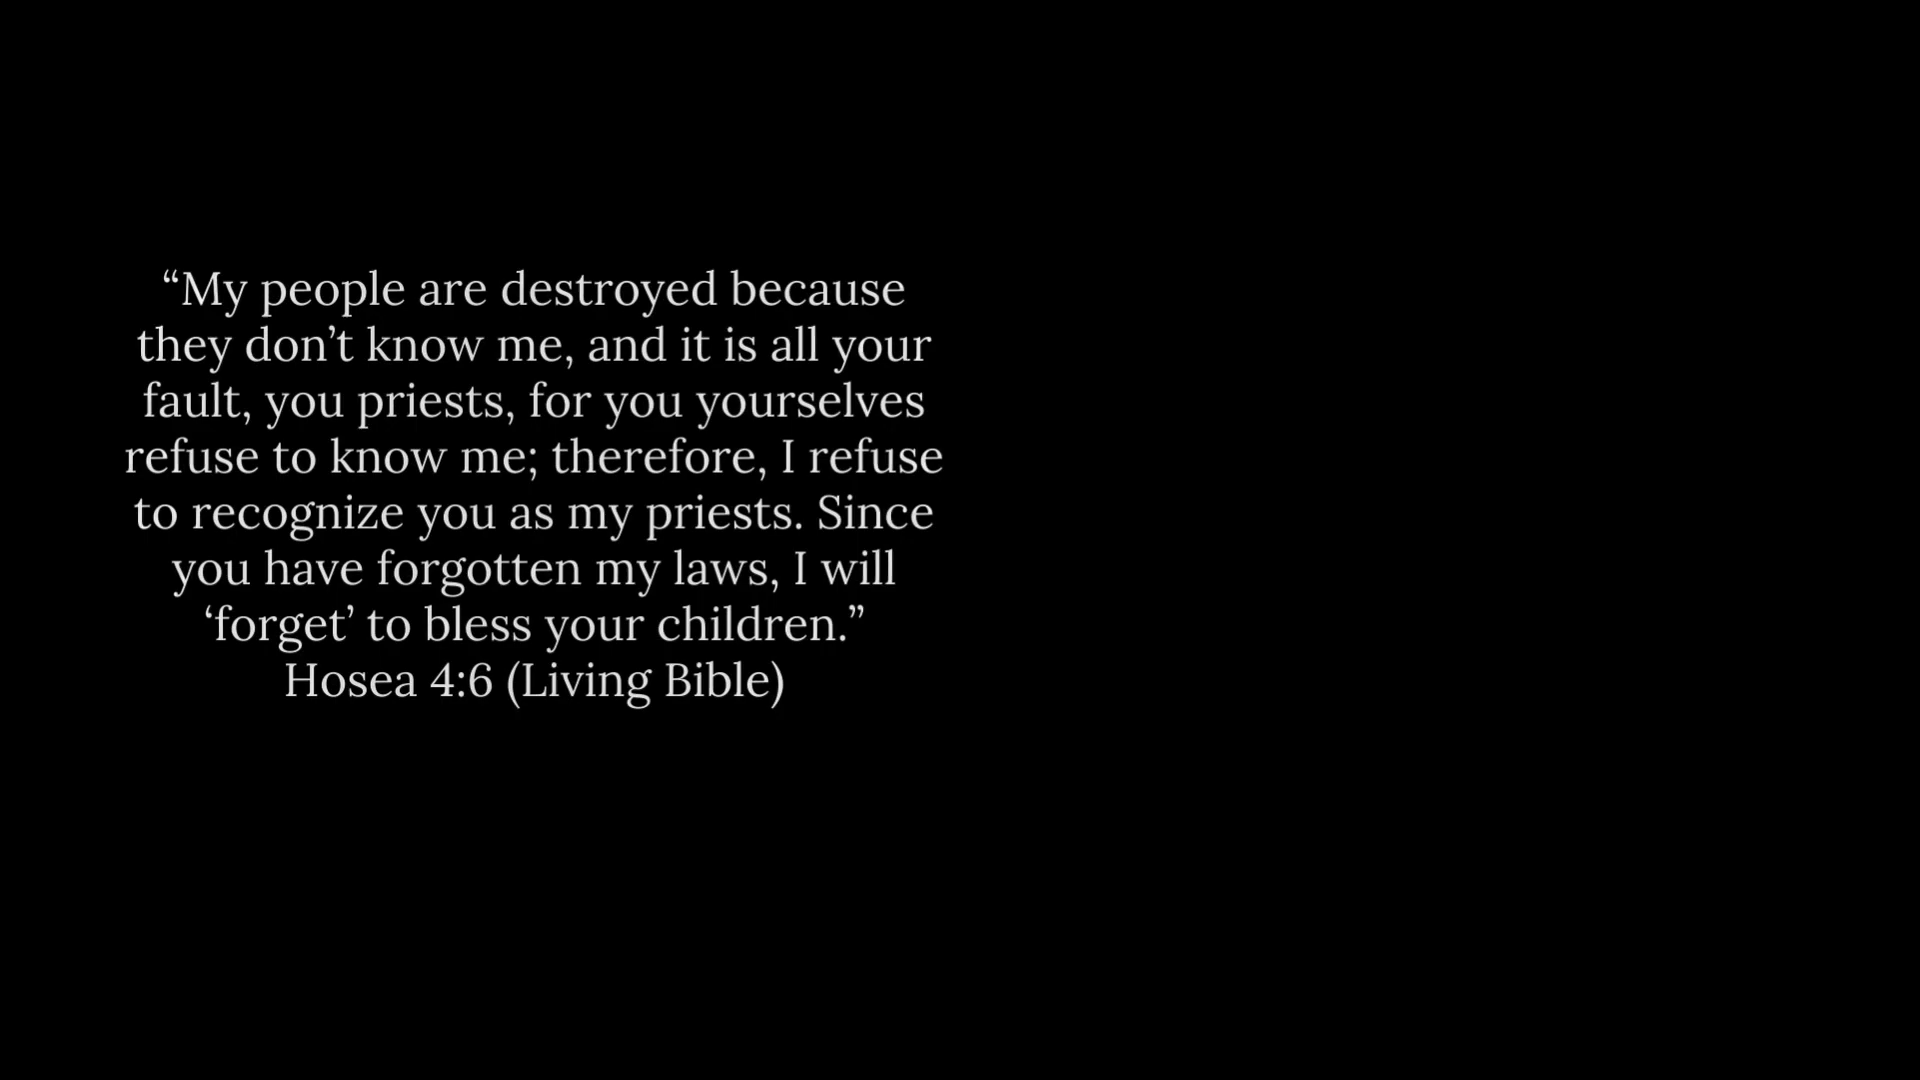 “My people are destroyed because
they don’t know me, and it is all your
fault, you priests, for you yourselves
refuse to know me; therefore, I refuse
to recognize you as my priests. Since
you have forgotten my laws, I will
‘forget’ to bless your children.”
Hosea 4:6 (Living Bible)